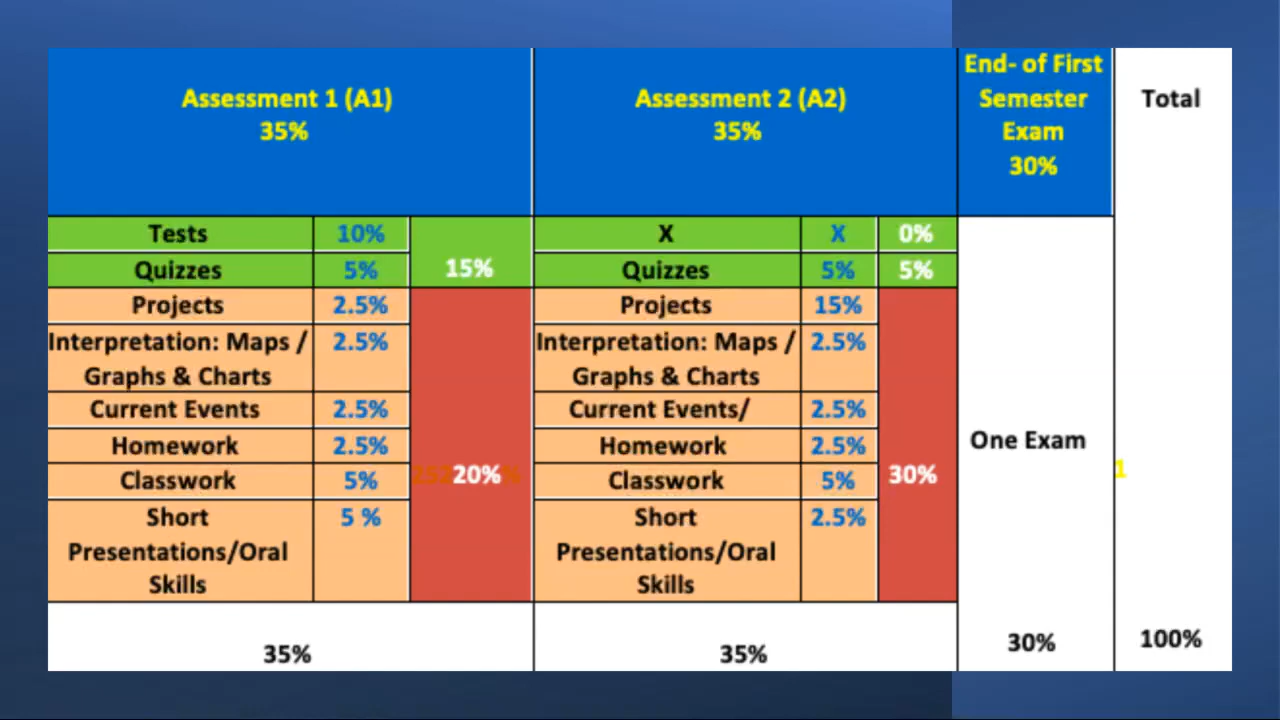 Assessment 1 (A1)
35%
Assessment 2 (A2)
35%
End- of First
Semester
Exam
30%
Total
Tests 10%
Quizzes 5%
15%
Projects 2.5%
Interpretation: Maps / 2.5%
Graphs & Charts
Current Events 2.5%
Homework 2.5%
Classwork 5%
20%
Short 5 %
Presentations/Oral
Skills
35%
X X 0%
Quizzes 5% 5%
Projects 15%
Interpretation: Maps / 2.5%
Graphs & Charts
Current Events/ 2.5%
Homework 2.5%
Classwork 5%
30%
Short 2.5%
Presentations/Oral
Skills
35%
One Exam
30%
1
100%